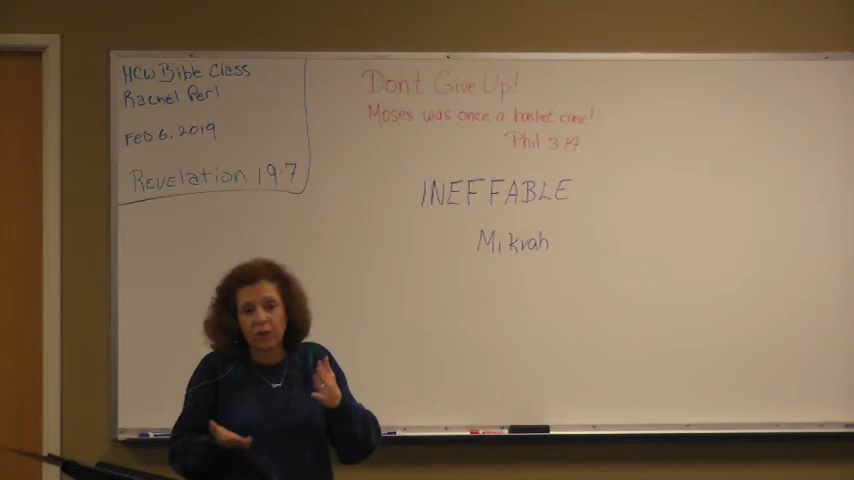 HCW Bible Class
Rachel Perl
Feb 6, 2019
Revelation 19:7
Don't Give Up!
Moses was once a basket case!
Phil 3:14
INEFFABLE
Mikvah